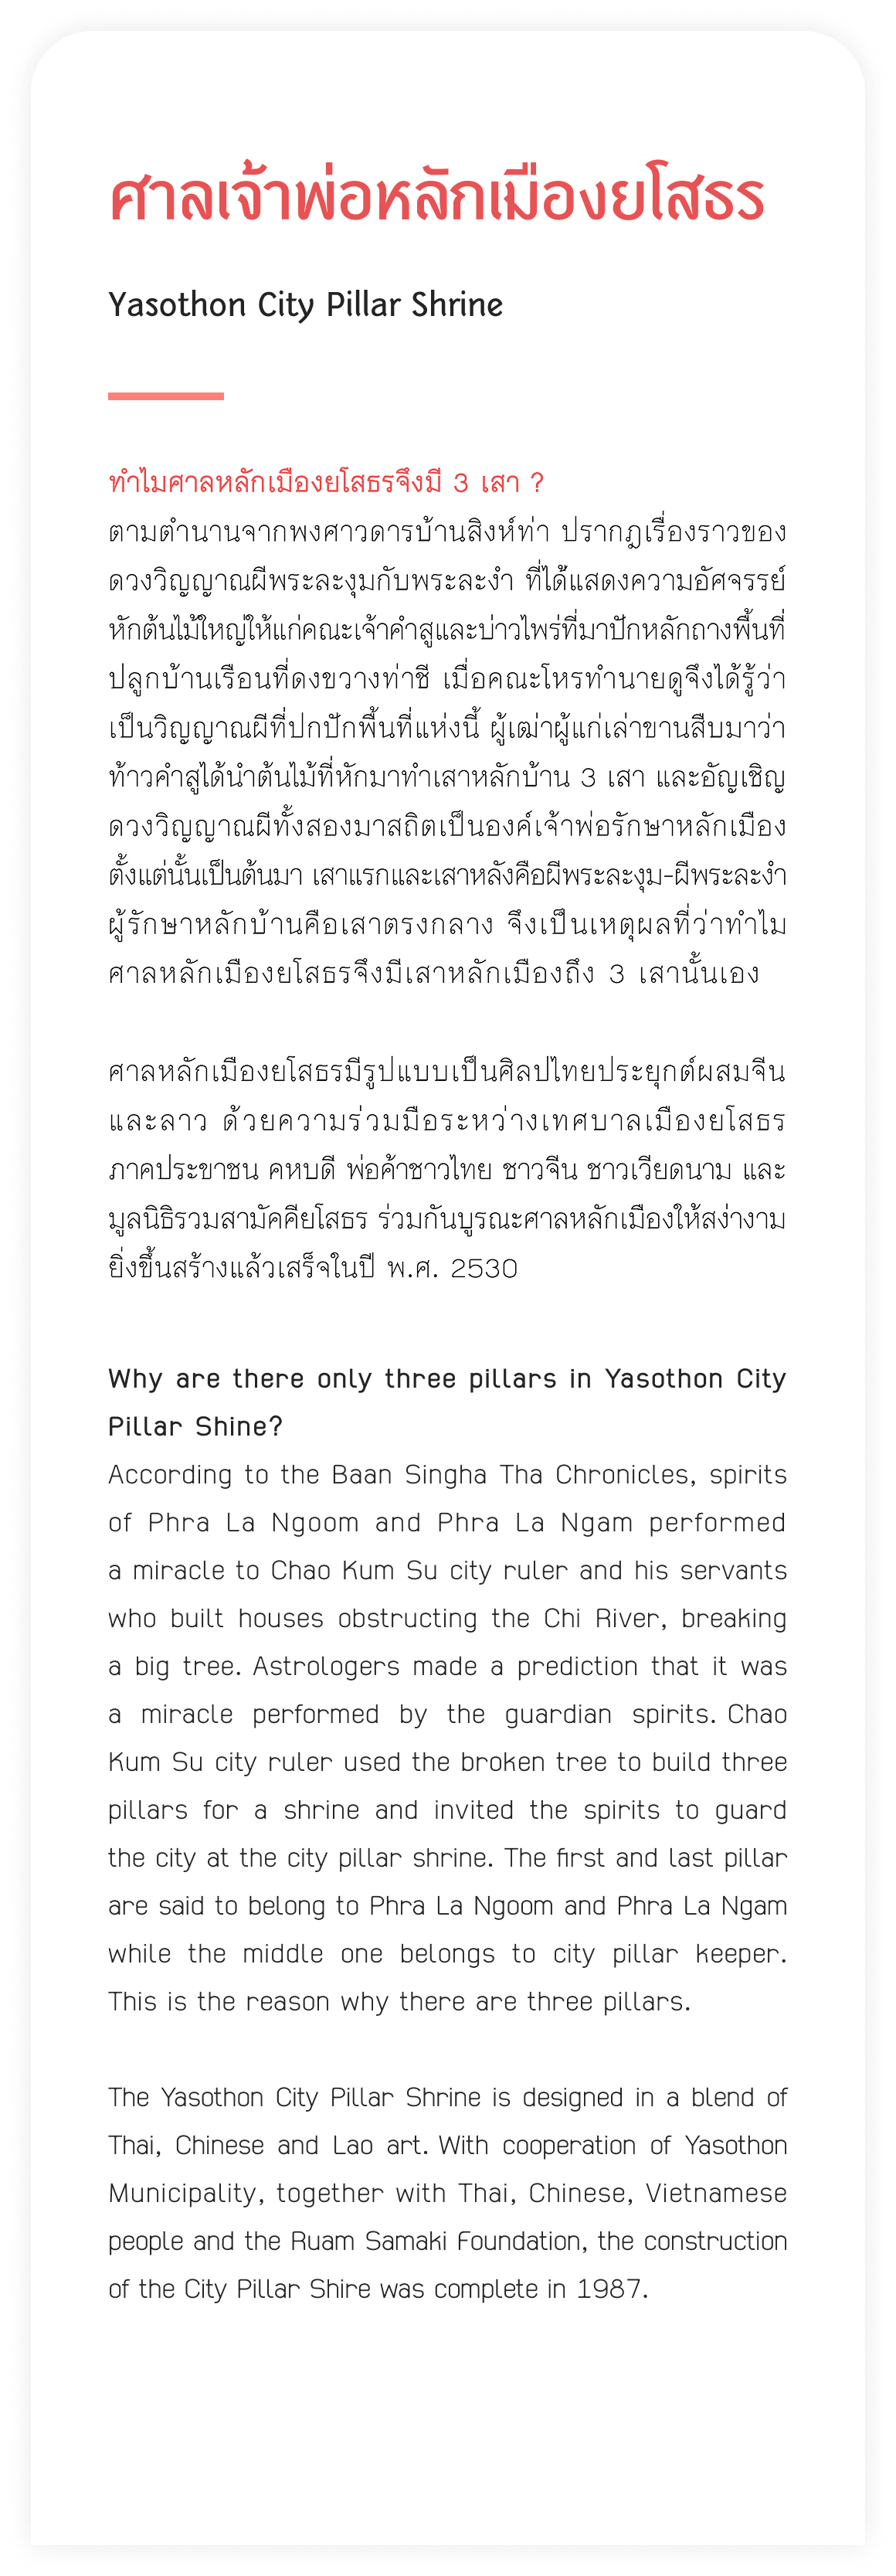 ศาลเจ้าพ่อหลักเมืองยโสธร
Yasothon City Pillar Shrine
ทำไมศาลหลักเมืองยโสธรจึงมี 3 เสา ?
ตามตำนานจากพงศาวดารบ้านสิงห์ท่า ปรากฏเรื่องราวของ
ดวงวิญญาณผีพระละงุมกับพระละงำ ที่ได้แสดงความอัศจรรย์
หักต้นไม้ใหญ่ให้แก่คณะเจ้าคำสูและบ่าวไพร่ที่มาปักหลักถางพื้นที่
ปลูกบ้านเรือนที่ดงขวางท่าชี เมื่อคณะโหรทำนายดูจึงได้รู้ว่า
เป็นวิญญาณผีที่ปกปักพื้นที่แห่งนี้ ผู้เฒ่าผู้แก่เล่าขานสืบมาว่า
ท้าวคำสูได้นำต้นไม้ที่หักมาทำเสาหลักบ้าน 3 เสา และอัญเชิญ
ดวงวิญญาณผีทั้งสองมาสถิตเป็นองค์เจ้าพ่อรักษาหลักเมือง
ตั้งแต่นั้นเป็นต้นมา เสาแรกและเสาหลังคือผีพระละงุม-ผีพระละงำ
ผู้รักษาหลักบ้านคือเสาตรงกลาง จึงเป็นเหตุผลที่ว่าทำไม
ศาลหลักเมืองยโสธรจึงมีเสาหลักเมืองถึง 3 เสานั้นเอง
ศาลหลักเมืองยโสธรมีรูปแบบเป็นศิลปไทยประยุกต์ผสมจีน
และลาว ด้วยความร่วมมือระหว่างเทศบาลเมืองยโสธร
ภาคประชาชน คหบดี พ่อค้าชาวไทย ชาวจีน ชาวเวียดนาม และ
มูลนิธิรวมสามัคคียโสธร ร่วมกันบูรณะศาลหลักเมืองให้สง่างาม
ยิ่งขึ้นสร้างแล้วเสร็จในปี พ.ศ. 2530
Why are there only three pillars in Yasothon City
Pillar Shine?
According to the Baan Singha Tha Chronicles, spirits
of Phra La Ngoom and Phra La Ngam performed
a miracle to Chao Kum Su city ruler and his servants
who built houses obstructing the Chi River, breaking
a big tree. Astrologers made a prediction that it was
a miracle performed by the guardian spirits. Chao
Kum Su city ruler used the broken tree to build three
pillars for a shrine and invited the spirits to guard
the city at the city pillar shrine. The first and last pillar
are said to belong to Phra La Ngoom and Phra La Ngam
while the middle one belongs to city pillar keeper.
This is the reason why there are three pillars.
The Yasothon City Pillar Shrine is designed in a blend of
Thai, Chinese and Lao art. With cooperation of Yasothon
Municipality, together with Thai, Chinese, Vietnamese
people and the Ruam Samaki Foundation, the construction
of the City Pillar Shire was complete in 1987.